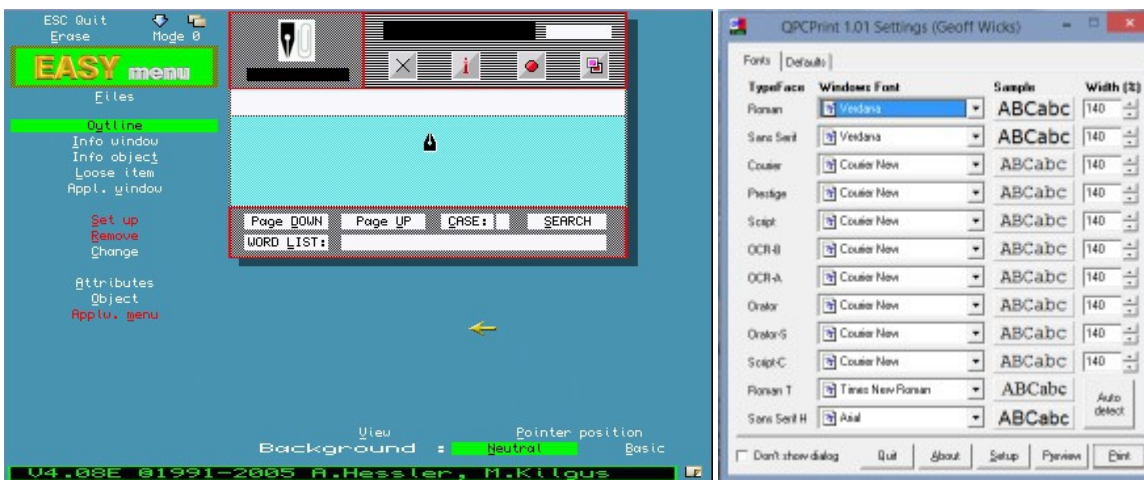 ESC Quit
Erase Mode 0
EASY menu
Files
Outline
Info window
Info object
Loose item
Appl. window
Set up
Remove
Change
Attributes
Object
Applw. menu
i
Page DOWN Page UP CASE: SEARCH
WORD LIST:
View Pointer position
Background : Neutral Basic
V4.08E @1991-2005 A.Hessler, M.Kilgus
QPCPrint 1.01 Settings (Geoff Wicks)
Fonts Defaults
TypeFace Windows Font Sample Width (%)
Roman Verdana ABCabc 140
Sans Serif Verdana ABCabc 140
Courier Courier New ABCabc 140
Prestige Courier New ABCabc 140
Script Courier New ABCabc 140
OCR-B Courier New ABCabc 140
OCR-A Courier New ABCabc 140
Orator Courier New ABCabc 140
Orator-S Courier New ABCabc 140
Script-C Courier New ABCabc 140
Roman T Times New Roman ABCabc
Sans Serif H Arial ABCabc
Auto
detect
Don't show dialog Quit About Setup Preview Print